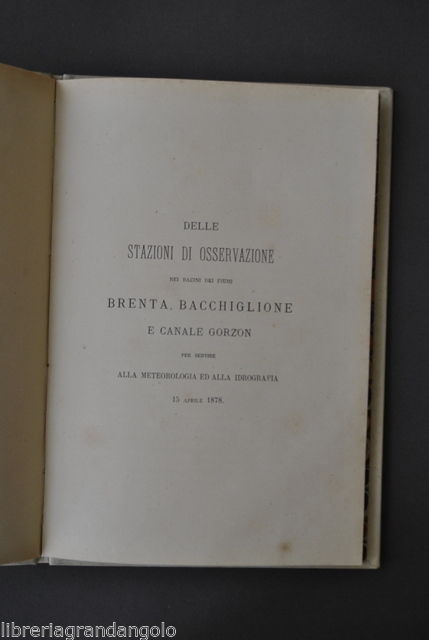 DELLE
STAZIONI DI OSSERVAZIONE
NEI BACINI DEI FIUMI
BRENTA, BACCHIGLIONE
E CANALE GORZON
PER SERVIRE
ALLA METEOROLOGIA ED ALLA IDROGRAFIA
15 APRILE 1878.
libreriagrandangolo